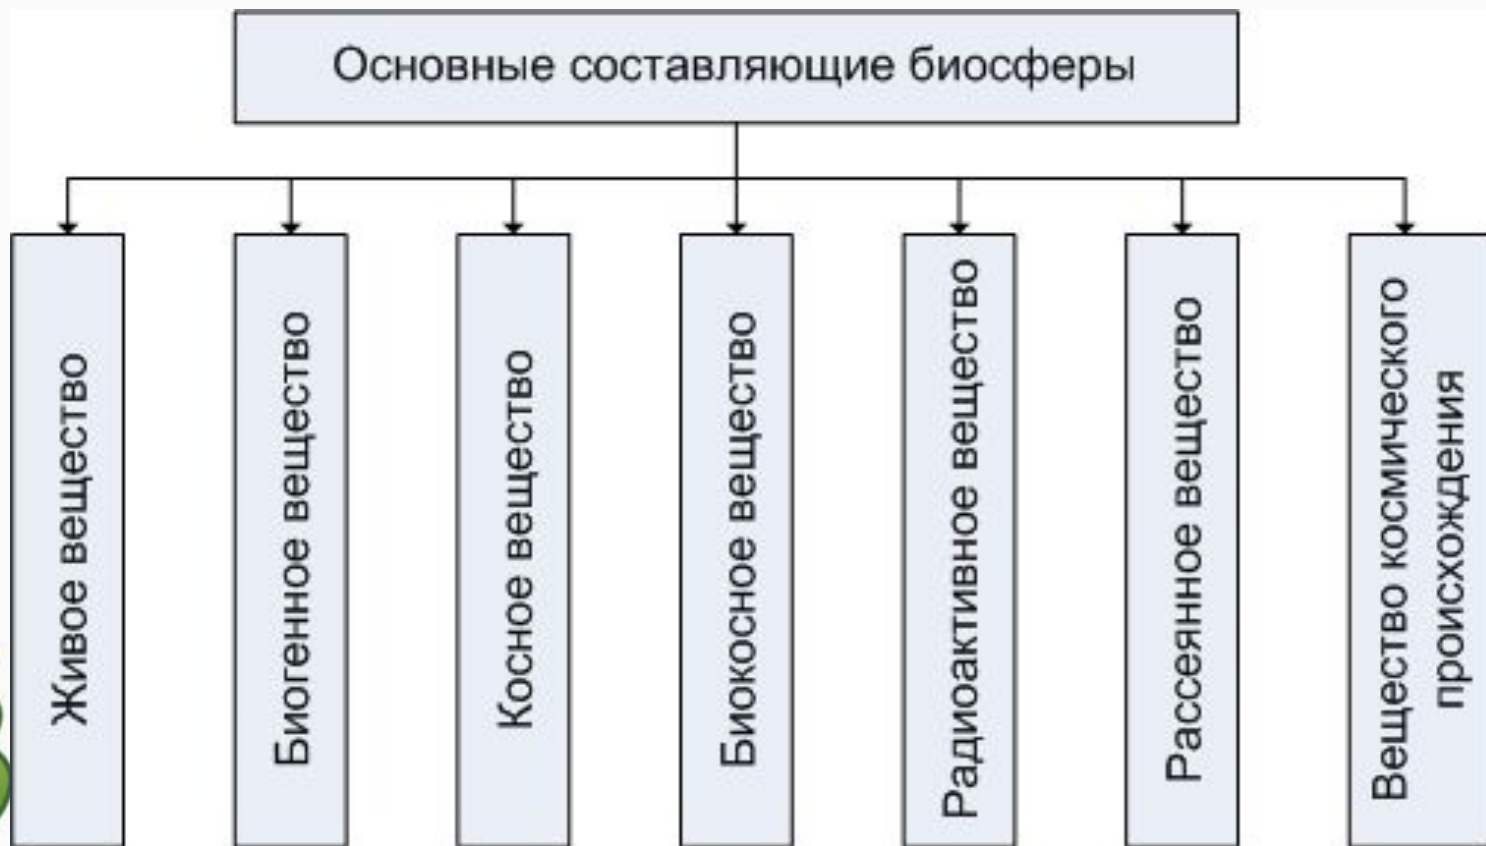 Основные составляющие биосферы
Живое вещество
Биогенное вещество
Косное вещество
Биокосное вещество
Радиоактивное вещество
Рассеянное вещество
Вещество космического
происхождения